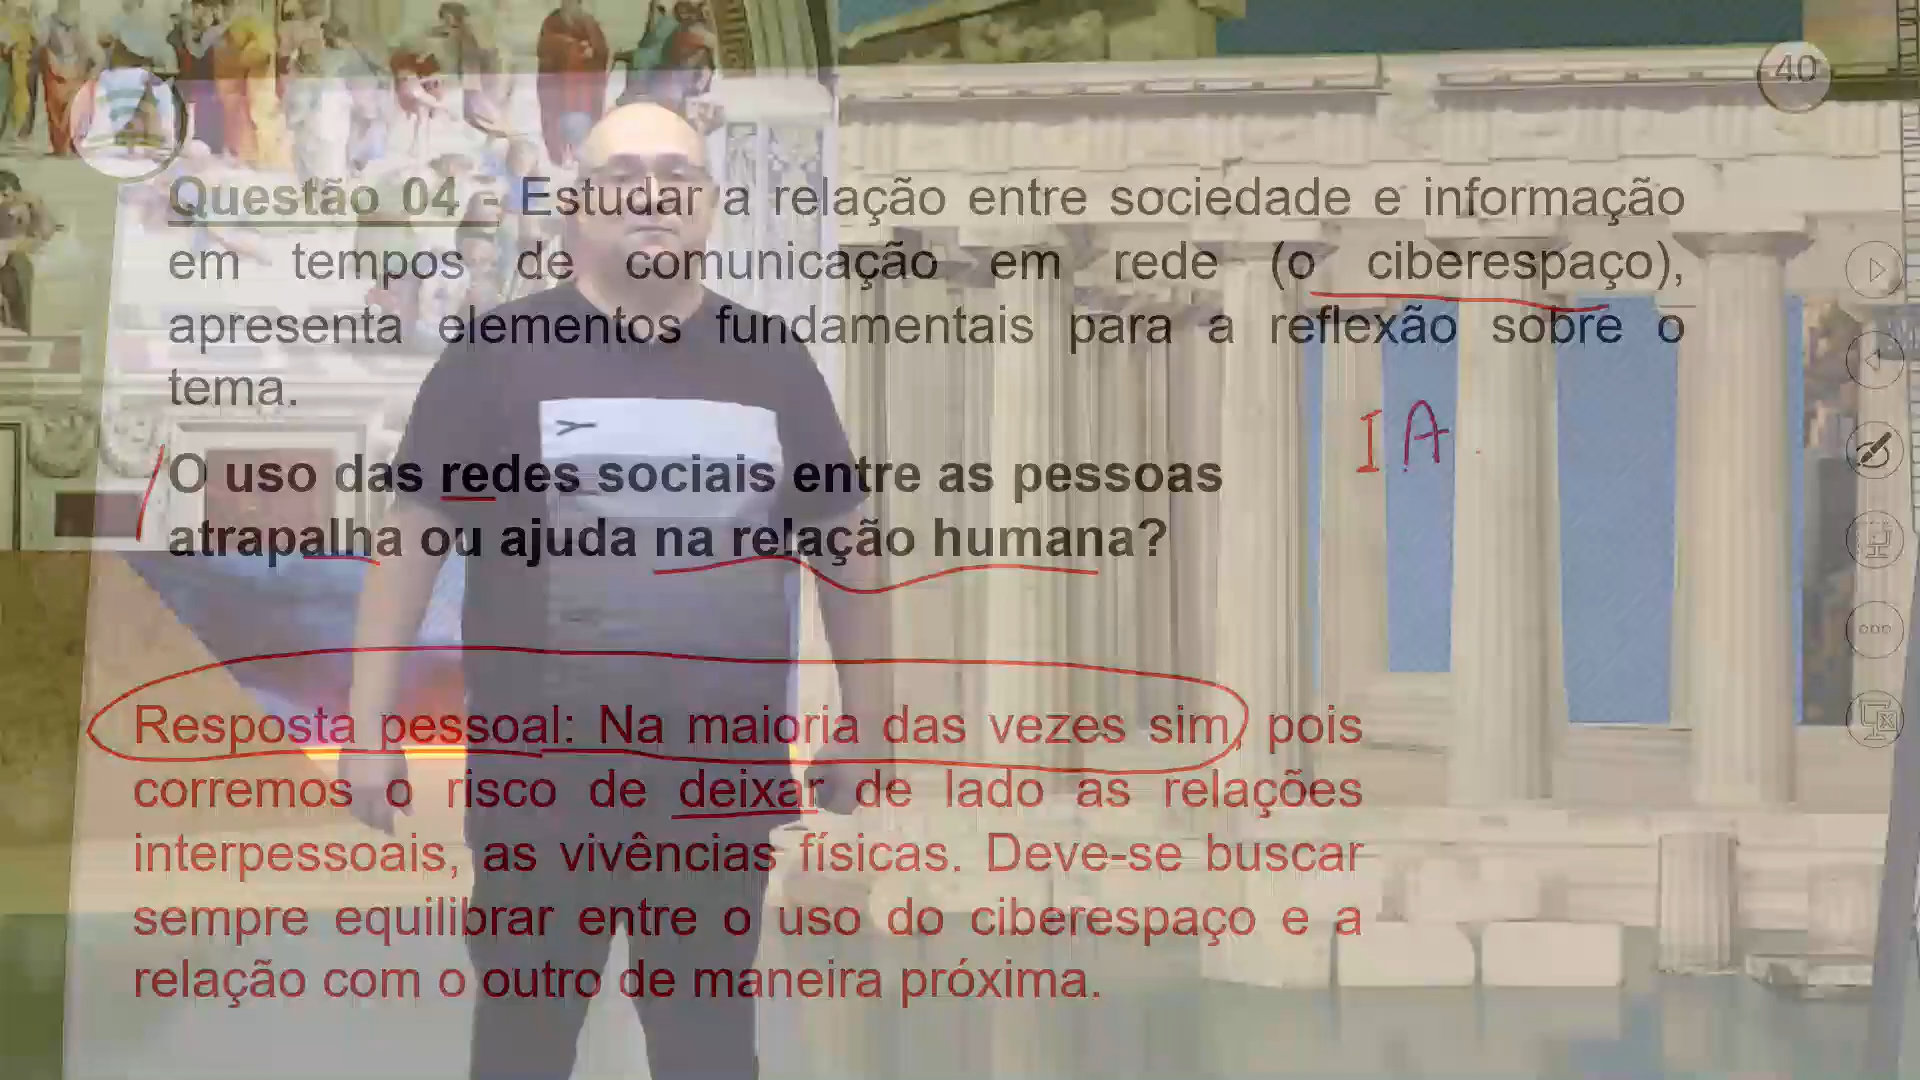 40
Questão 04 - Estudar a relação entre sociedade e informação
em tempos de comunicação em rede (o ciberespaço),
apresenta elementos fundamentais para a reflexão sobre o
tema.
IA
O uso das redes sociais entre as pessoas
atrapalha ou ajuda na relação humana?
Resposta pessoal: Na maioria das vezes sim, pois
corremos o risco de deixar de lado as relações
interpessoais, as vivências físicas. Deve-se buscar
sempre equilibrar entre o uso do ciberespaço e a
relação com o outro de maneira próxima.